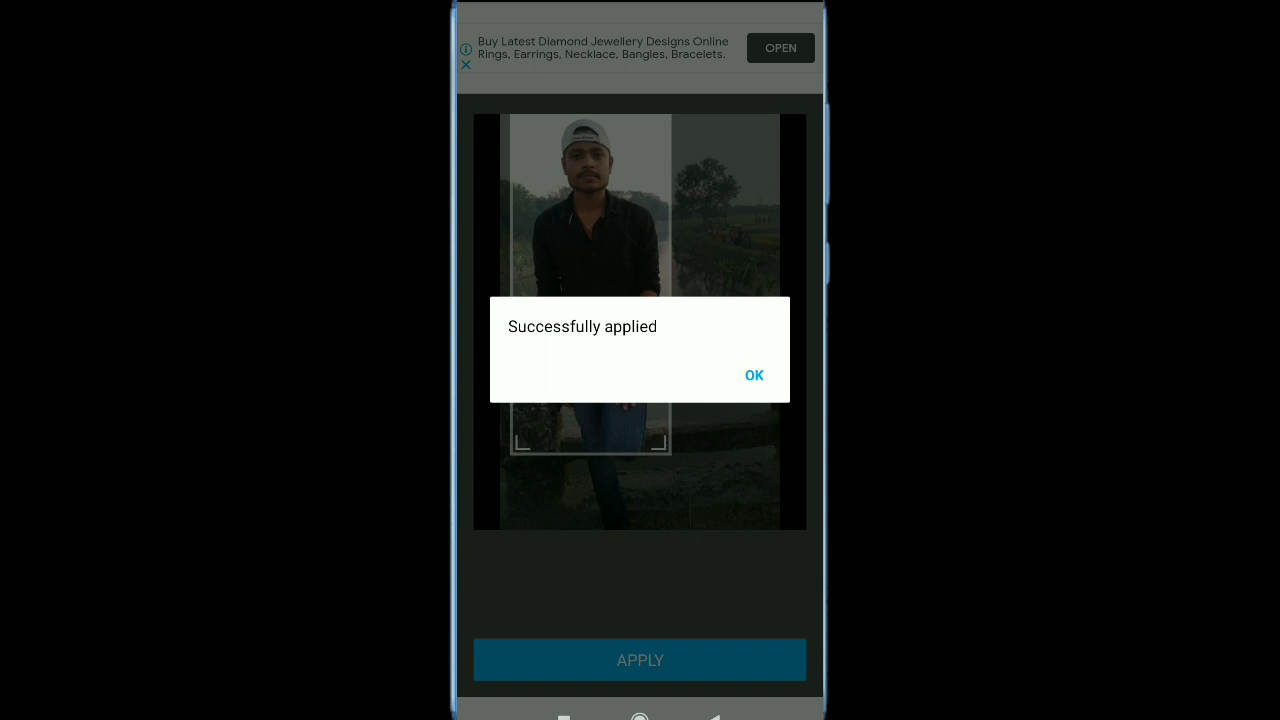 Buy Latest Diamond Jewellery Designs Online
Rings, Earrings, Necklace, Bangles, Bracelets.
OPEN
Successfully applied
OK
APPLY